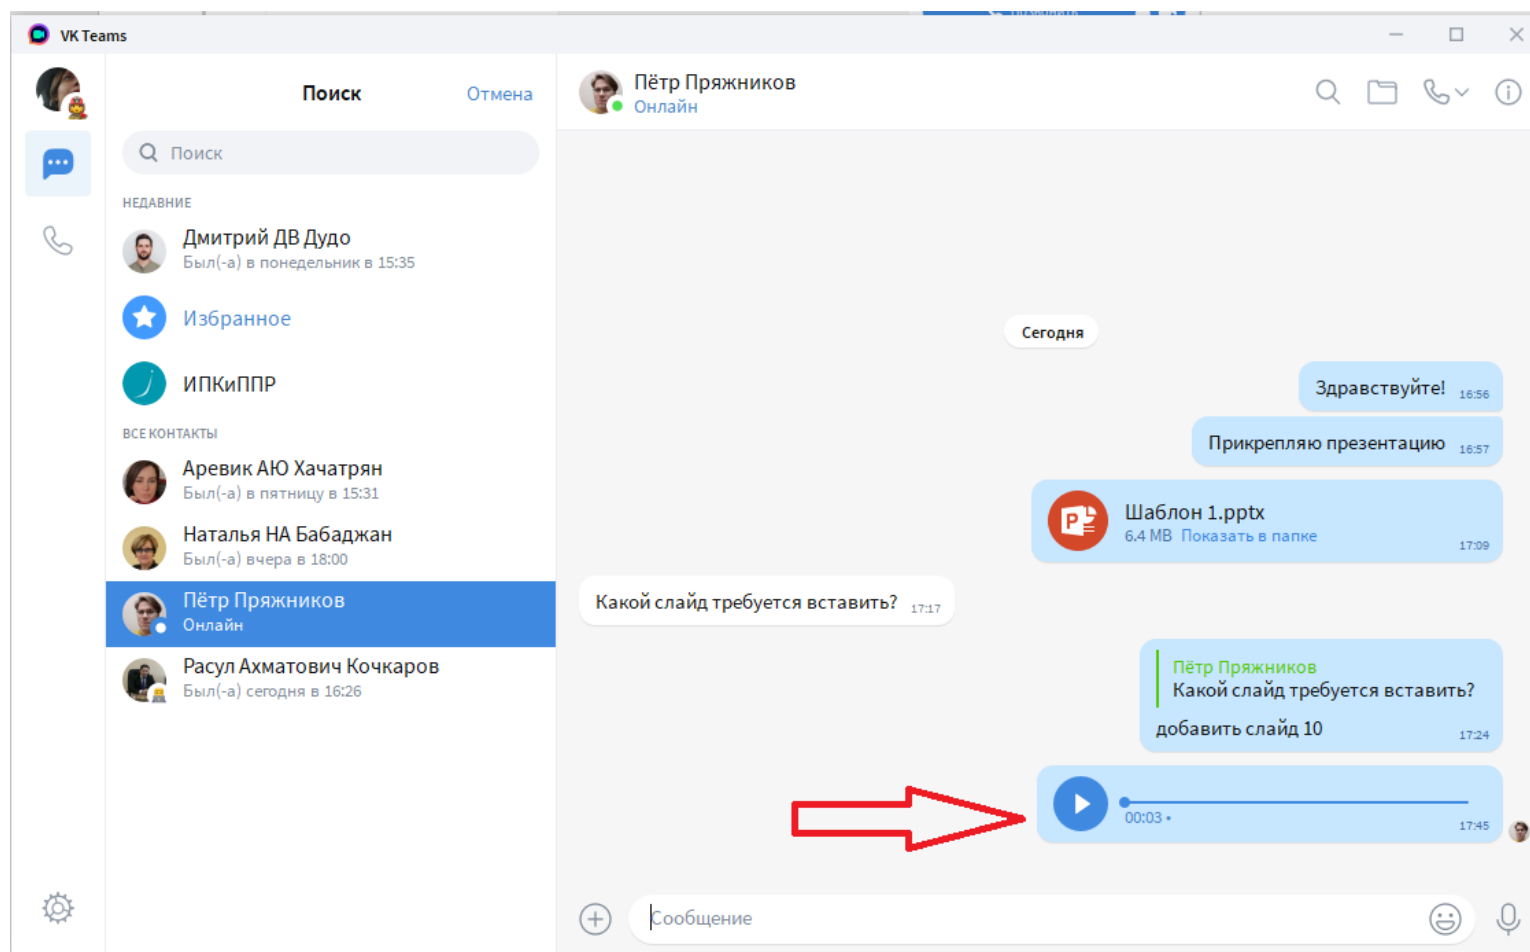 VK Teams
Поиск
Отмена
Поиск
НЕДАВНИЕ
Дмитрий ДВ Дудо
Был(-а) в понедельник в 15:35
Избранное
ИПКиППР
ВСЕ КОНТАКТЫ
Аревик АЮ Хачатрян
Был(-а) в пятницу в 15:31
Наталья НА Бабаджан
Был(-а) вчера в 18:00
Пётр Пряжников
Онлайн
Расул Ахматович Кочкаров
Был(-а) сегодня в 16:26
Пётр Пряжников
Онлайн
Сегодня
Здравствуйте! 16:56
Прикрепляю презентацию 16:57
Шаблон 1.pptx
6.4 MB Показать в папке
17:09
Какой слайд требуется вставить? 17:17
Пётр Пряжников
Какой слайд требуется вставить?
добавить слайд 10
17:24
00:03 •
17:45
Сообщение